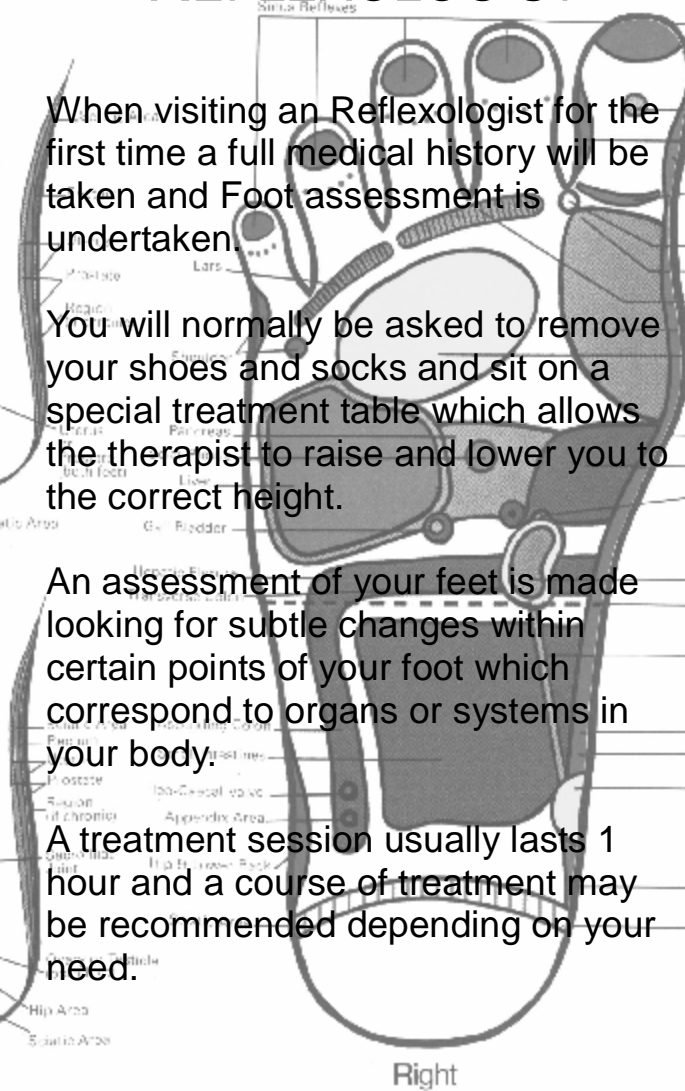 Sinus Reflexes
When visiting an Reflexologist for the
first time a full medical history will be
taken and Foot assessment is
undertaken.
You will normally be asked to remove
your shoes and socks and sit on a
special treatment table which allows
the therapist to raise and lower you to
the correct height.
An assessment of your feet is made
looking for subtle changes within
certain points of your foot which
correspond to organs or systems in
your body.
A treatment session usually lasts 1
hour and a course of treatment may
be recommended depending on your
need.
Pancreas
Liver
Gall Bladder
Ileo-Caecal valve
Appendix Area
Prostate
Hip Area
Sciatic Area
Right